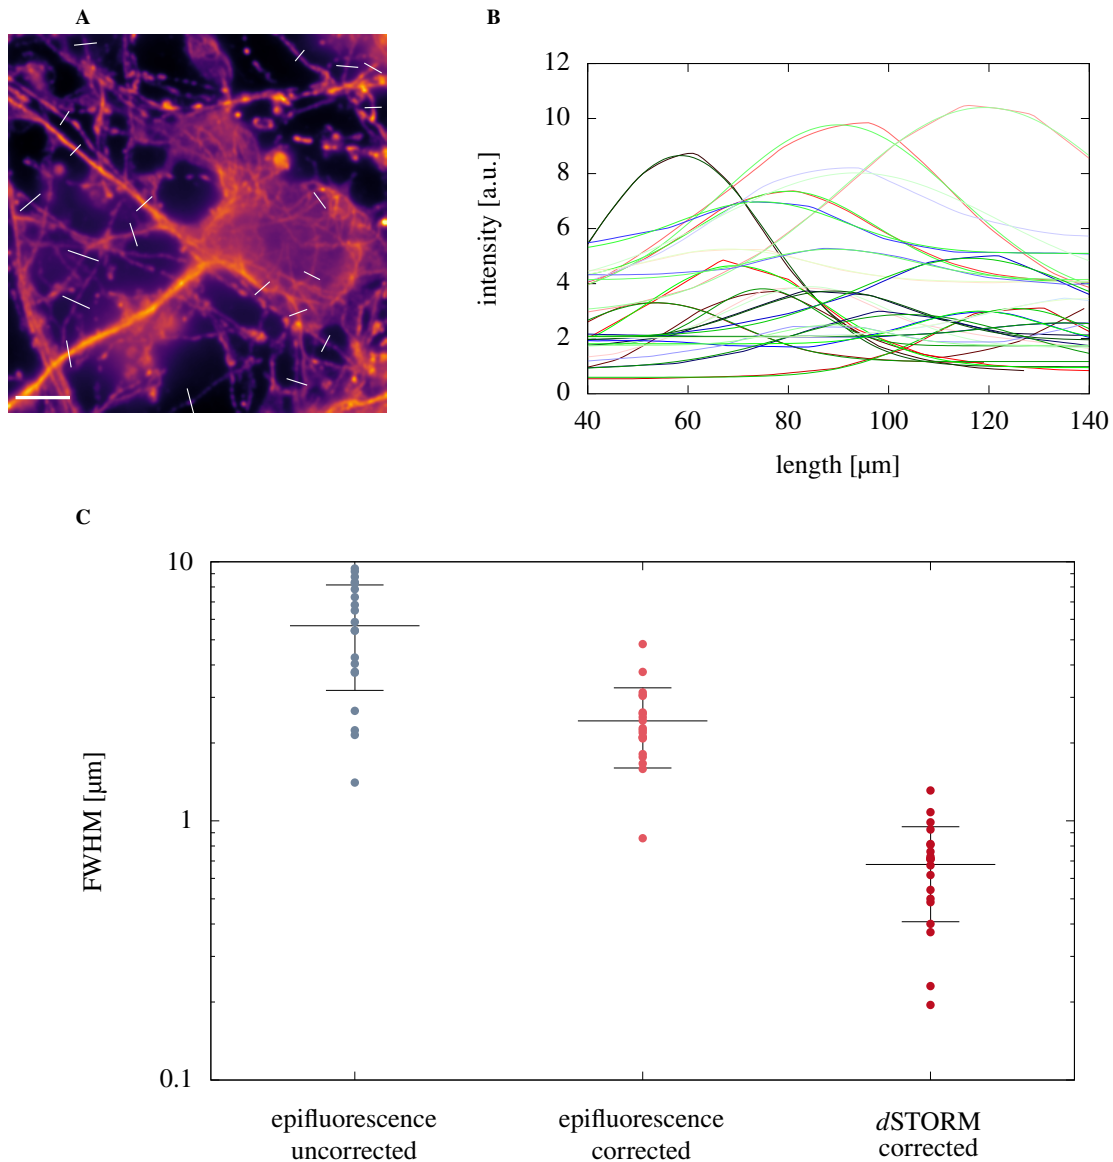 A
B
12
10
8
6
4
2
0
intensity [a.u.]
40 60 80 100 120 140
length [µm]
C
10
1
0.1
FWHM [µm]
epifluorescence
uncorrected
epifluorescence
corrected
dSTORM
corrected